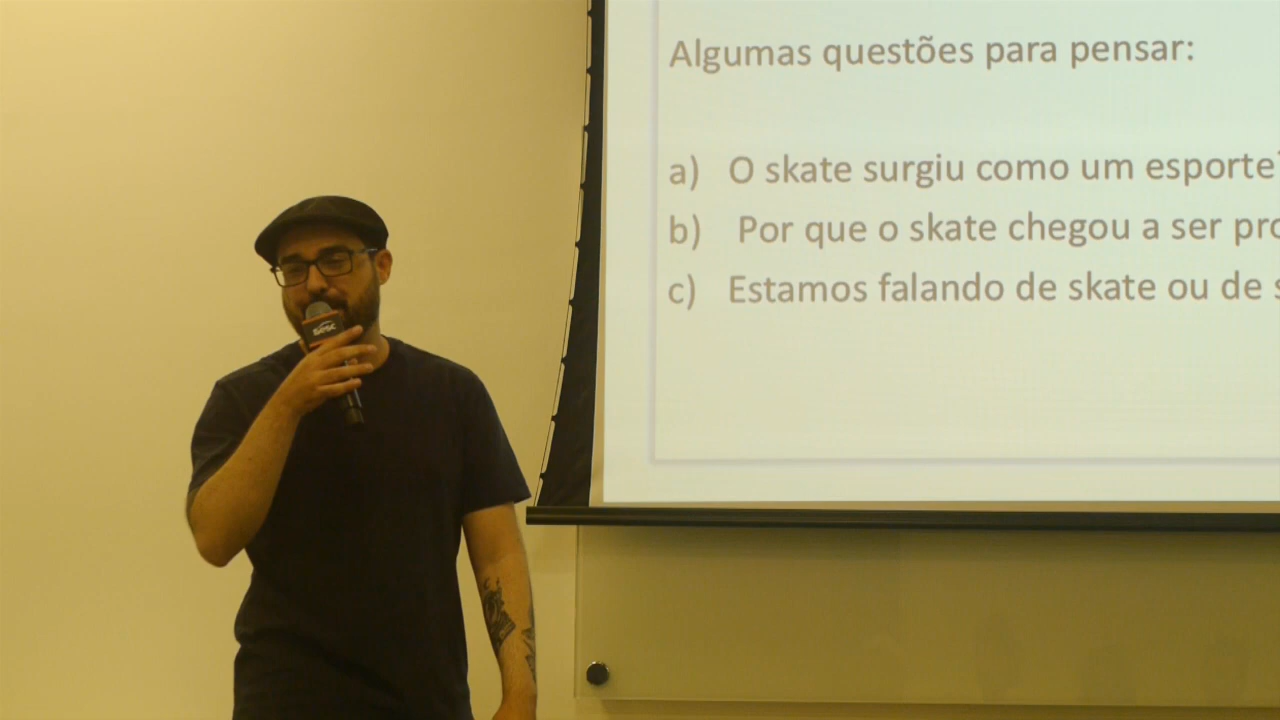 Algumas questões para pensar:
a) O skate surgiu como um esporte
b) Por que o skate chegou a ser
c) Estamos falando de skate ou de
Sesc